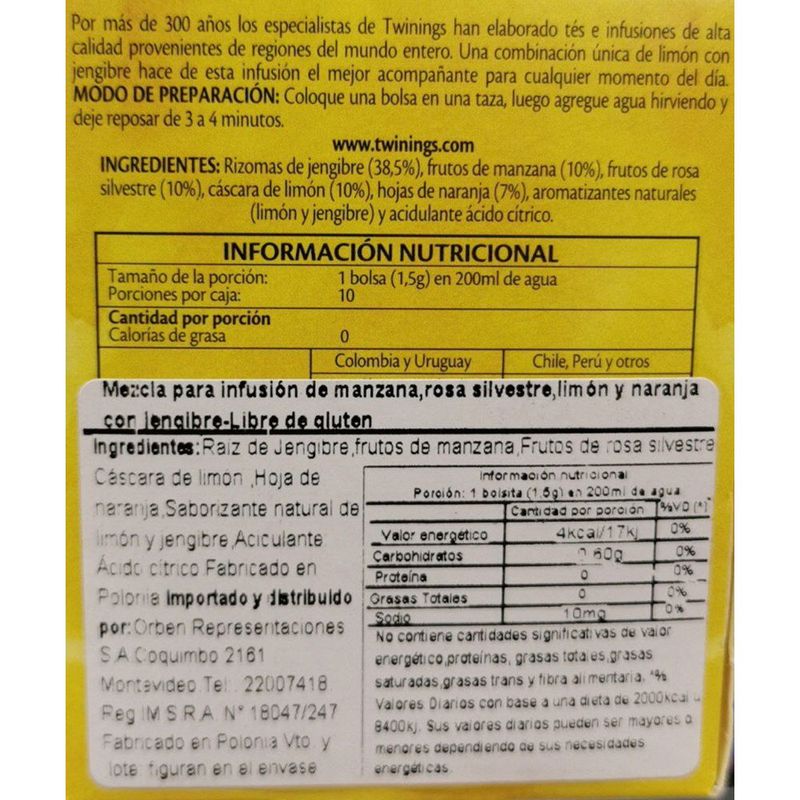 Por más de 300 años los especialistas de Twinings han elaborado tés e infusiones de alta
calidad provenientes de regiones del mundo entero. Una combinación única de limón con
jengibre hace de esta infusión el mejor acompañante para cualquier momento del día.
MODO DE PREPARACIÓN: Coloque una bolsa en una taza, luego agregue agua hirviendo y
deje reposar de 3 a 4 minutos.
www.twinings.com
INGREDIENTES: Rizomas de jengibre (38,5%), frutos de manzana (10%), frutos de rosa
silvestre (10%), cáscara de limón (10%), hojas de naranja (7%), aromatizantes naturales
(limón y jengibre) y acidulante ácido cítrico.
INFORMACIÓN NUTRICIONAL
Tamaño de la porción: 1 bolsa (1,5g) en 200ml de agua
Porciones por caja: 10
Cantidad por porción
Calorías de grasa 0
Colombia y Uruguay Chile, Perú y otros
Mezcla para infusión de manzana,rosa silvestre,limón y naranja
con jengibre-Libre de gluten
Ingredientes:Raiz de Jengibre,frutos de manzana,Frutos de rosa silvestre
Cáscara de limón ,Hoja de
naranja,Saborizante natural de
limón y jengibre,Acidulante
Ácido cítrico Fabricado en
Polonia Importado y distribuido
por:Orben Representaciones
S.A.Coquimbo 2161
Montevideo.Tel: 22007418
Reg IM S.R.A N° 18047/247
Fabricado en Polonia Vto. y
lote: figuran en el envase
Información nutricional
Porción: 1 bolsita (1.5g) en 200ml de agua
Cantidad por porción %VD (*)
Valor energético 4kcal/17kj 0%
Carbohidratos 0.60g 0%
Proteína 0 0%
Grasas Totales 0 0%
Sodio 10mg 0%
No contiene cantidades significativas de valor
energético,proteínas, grasas totales,grasas
saturadas,grasas trans y fibra alimentaria. *%
Valores Diarios con base a una dieta de 2000kcal u
8400kj. Sus valores diarios pueden ser mayores o
menores dependiendo de sus necesidades
energéticas.